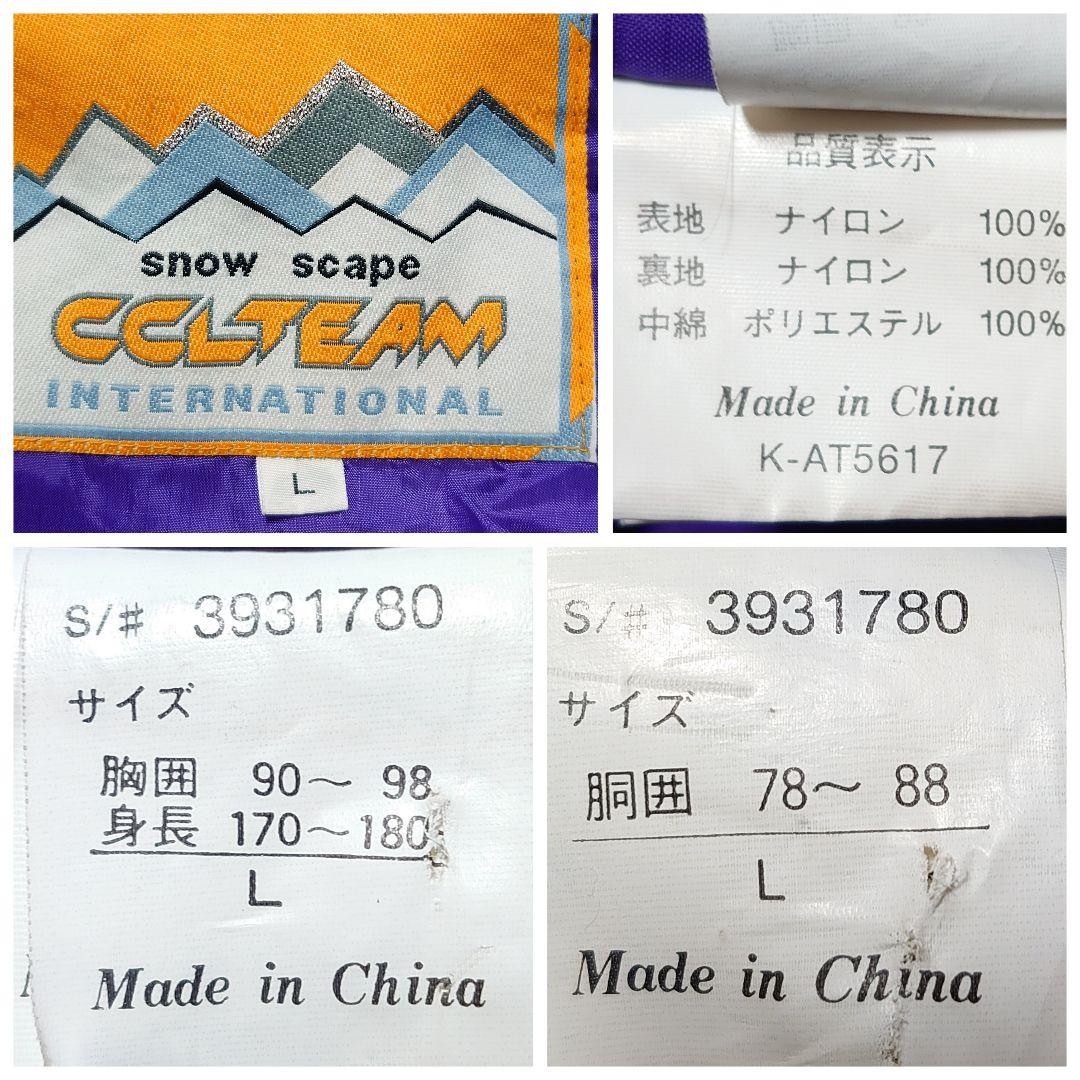 snow scape
CCLTEAM
INTERNATIONAL
L
品質表示
表地 ナイロン 100%
裏地 ナイロン 100%
中綿 ポリエステル 100%
Made in China
K-AT5617
S/# 3931780
サイズ
胸囲 90〜 98
身長 170〜180
L
Made in China
S/# 3931780
サイズ
胴囲 78〜 88
L
Made in China